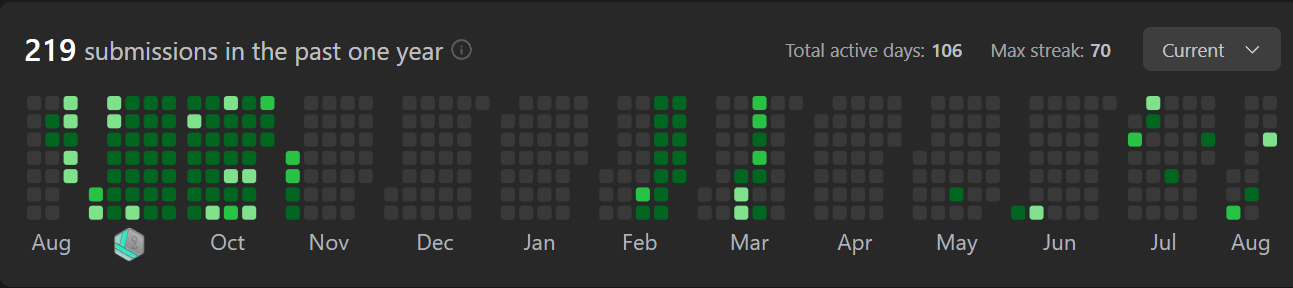 219 submissions in the past one year Total active days: 106 Max streak: 70 Current
Aug Oct Nov Dec Jan Feb Mar Apr May Jun Jul Aug